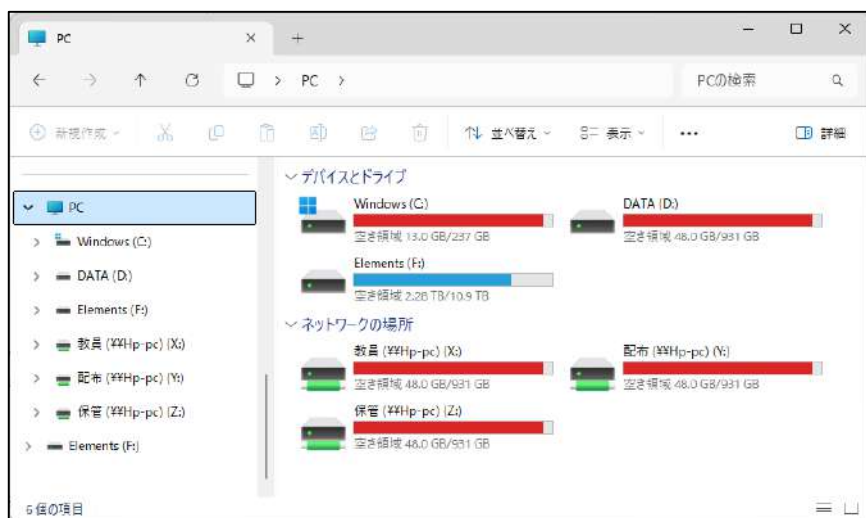 PC
PC
PCの検索
新規作成
並べ替え
表示
詳細
PC
Windows (C:)
DATA (D:)
Elements (F:)
教員 (¥¥Hp-pc) (X:)
配布 (¥¥Hp-pc) (Y:)
保管 (¥¥Hp-pc) (Z:)
Elements (F:)
デバイスとドライブ
Windows (C:)
空き領域 13.0 GB/237 GB
DATA (D:)
空き領域 48.0 GB/931 GB
Elements (F:)
空き領域 2.28 TB/10.9 TB
ネットワークの場所
教員 (¥¥Hp-pc) (X:)
空き領域 48.0 GB/931 GB
配布 (¥¥Hp-pc) (Y:)
空き領域 48.0 GB/931 GB
保管 (¥¥Hp-pc) (Z:)
空き領域 48.0 GB/931 GB
6 個の項目